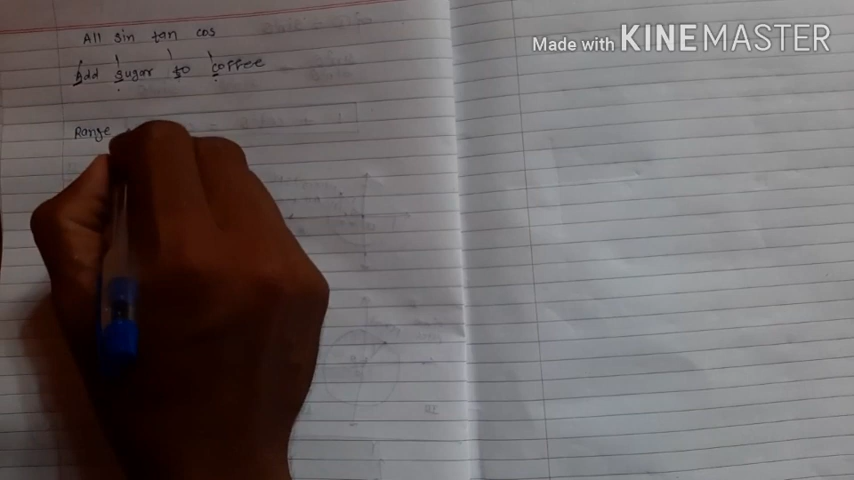 Made with KINEMASTER
All sin tan cos
Add sugar to coffee
Range